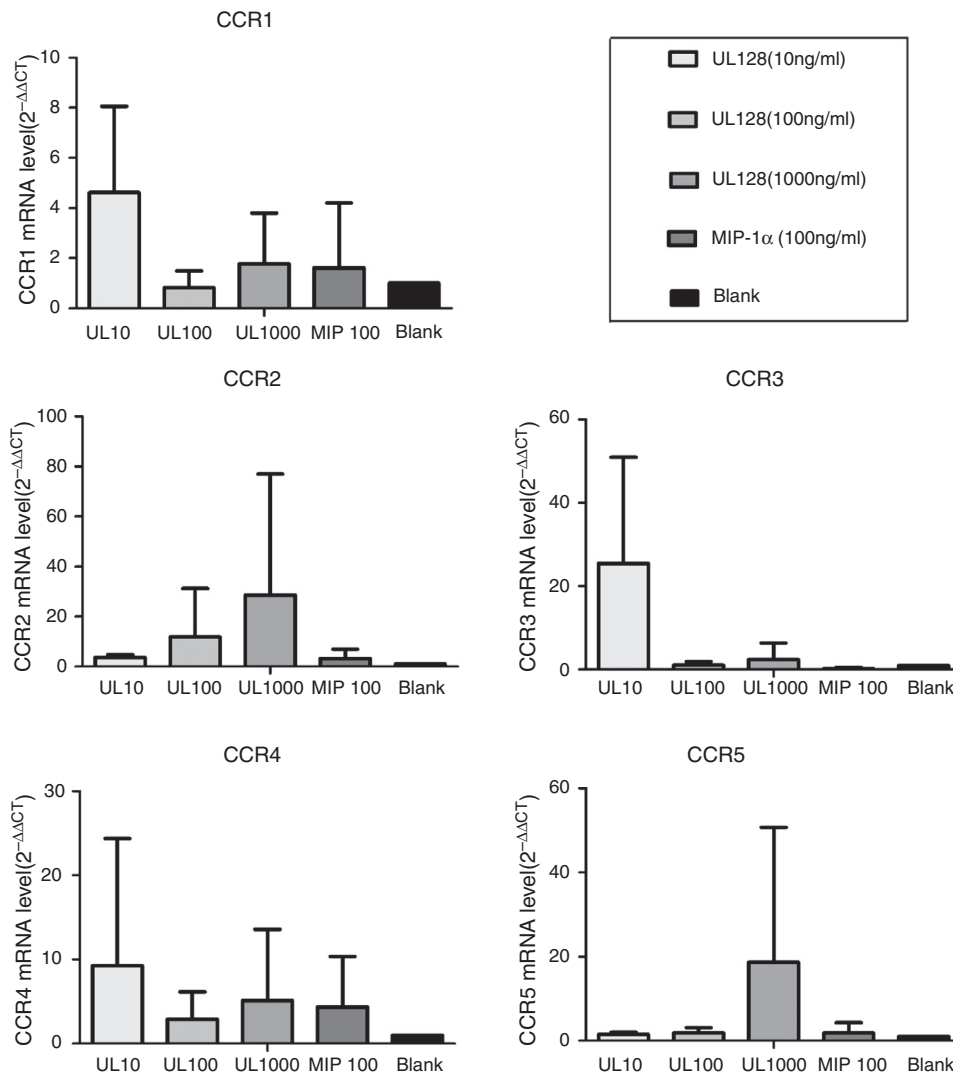 CCR1
CCR1 mRNA level(2⁻ΔΔCT)
10
8
6
4
2
0
UL10 UL100 UL1000 MIP 100 Blank
UL128(10ng/ml)
UL128(100ng/ml)
UL128(1000ng/ml)
MIP-1α (100ng/ml)
Blank
CCR2
CCR2 mRNA level(2⁻ΔΔCT)
100
80
60
40
20
0
UL10 UL100 UL1000 MIP 100 Blank
CCR3
CCR3 mRNA level(2⁻ΔΔCT)
60
40
20
0
UL10 UL100 UL1000 MIP 100 Blank
CCR4
CCR4 mRNA level(2⁻ΔΔCT)
30
20
10
0
UL10 UL100 UL1000 MIP 100 Blank
CCR5
CCR5 mRNA level(2⁻ΔΔCT)
60
40
20
0
UL10 UL100 UL1000 MIP 100 Blank